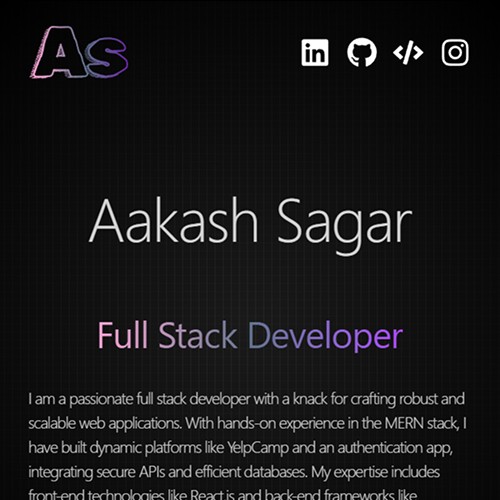 As
Aakash Sagar
Full Stack Developer
I am a passionate full stack developer with a knack for crafting robust and
scalable web applications. With hands-on experience in the MERN stack, I
have built dynamic platforms like YelpCamp and an authentication app,
integrating secure APIs and efficient databases. My expertise includes
front-end technologies like React.js and back-end frameworks like